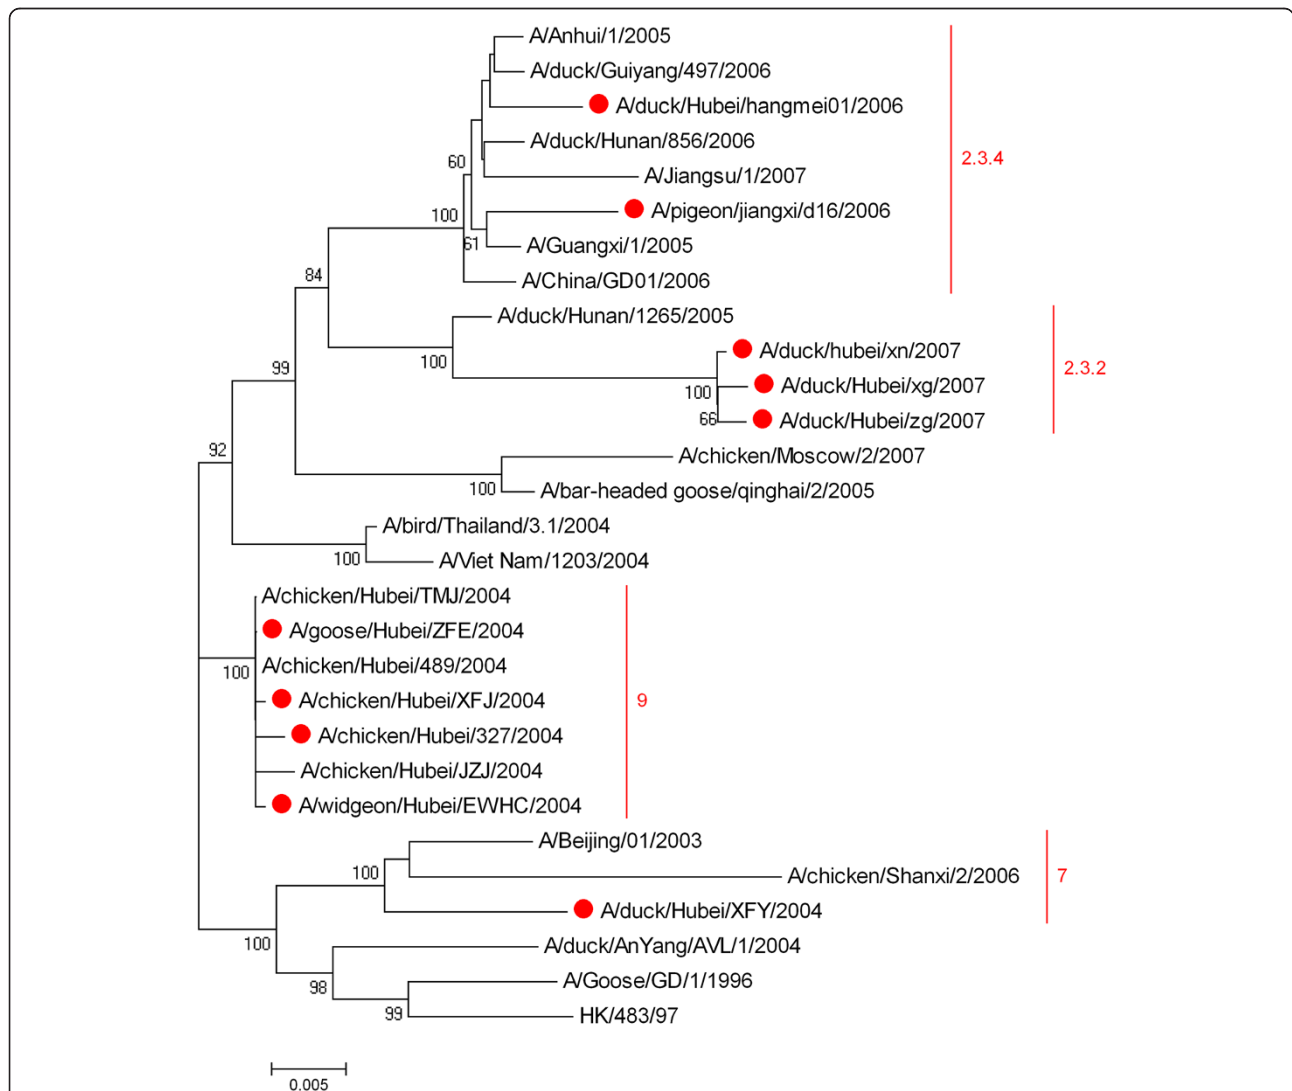 A/Anhui/1/2005
A/duck/Guiyang/497/2006
A/duck/Hubei/hangmei01/2006
A/duck/Hunan/856/2006
2.3.4
60
A/Jiangsu/1/2007
100
A/pigeon/jiangxi/d16/2006
61
A/Guangxi/1/2005
84
A/China/GD01/2006
A/duck/Hunan/1265/2005
A/duck/hubei/xn/2007
99
100
2.3.2
100
A/duck/Hubei/xg/2007
66
A/duck/Hubei/zg/2007
92
A/chicken/Moscow/2/2007
100
A/bar-headed goose/qinghai/2/2005
A/bird/Thailand/3.1/2004
100
A/Viet Nam/1203/2004
A/chicken/Hubei/TMJ/2004
A/goose/Hubei/ZFE/2004
100
A/chicken/Hubei/489/2004
A/chicken/Hubei/XFJ/2004
9
A/chicken/Hubei/327/2004
A/chicken/Hubei/JZJ/2004
A/widgeon/Hubei/EWHC/2004
A/Beijing/01/2003
100
A/chicken/Shanxi/2/2006
7
A/duck/Hubei/XFY/2004
100
A/duck/AnYang/AVL/1/2004
98
A/Goose/GD/1/1996
99
HK/483/97
0.005